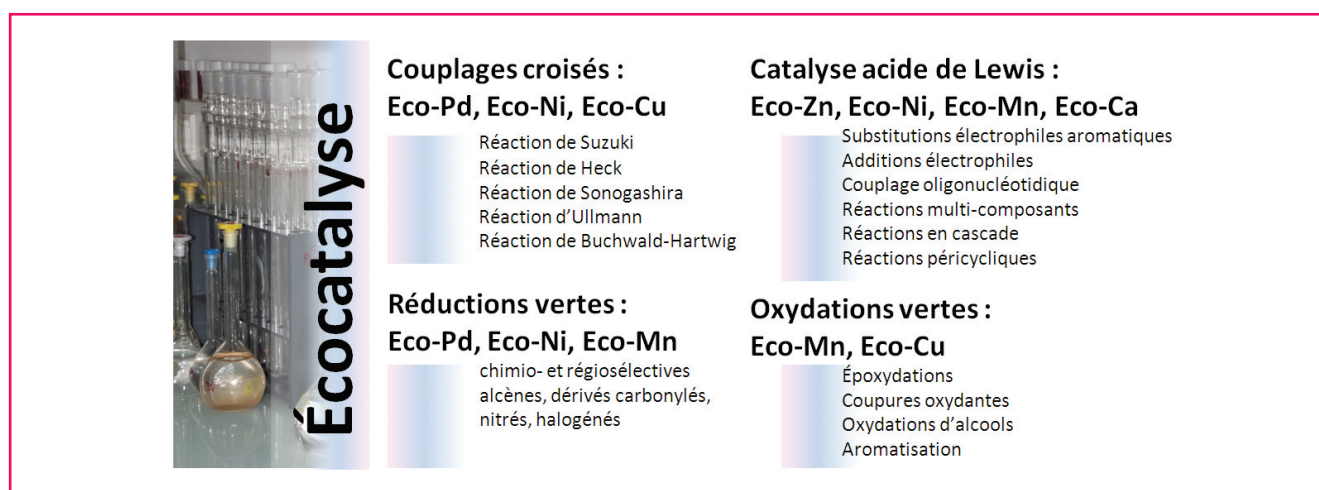 Écocatalyse
Couplages croisés :
Eco-Pd, Eco-Ni, Eco-Cu
Réaction de Suzuki
Réaction de Heck
Réaction de Sonogashira
Réaction d'Ullmann
Réaction de Buchwald-Hartwig
Réductions vertes :
Eco-Pd, Eco-Ni, Eco-Mn
chimio- et régiosélectives
alcènes, dérivés carbonylés,
nitrés, halogénés
Catalyse acide de Lewis :
Eco-Zn, Eco-Ni, Eco-Mn, Eco-Ca
Substitutions électrophiles aromatiques
Additions électrophiles
Couplage oligonucléotidique
Réactions multi-composants
Réactions en cascade
Réactions péricycliques
Oxydations vertes :
Eco-Mn, Eco-Cu
Époxydations
Coupures oxydantes
Oxydations d'alcools
Aromatisation